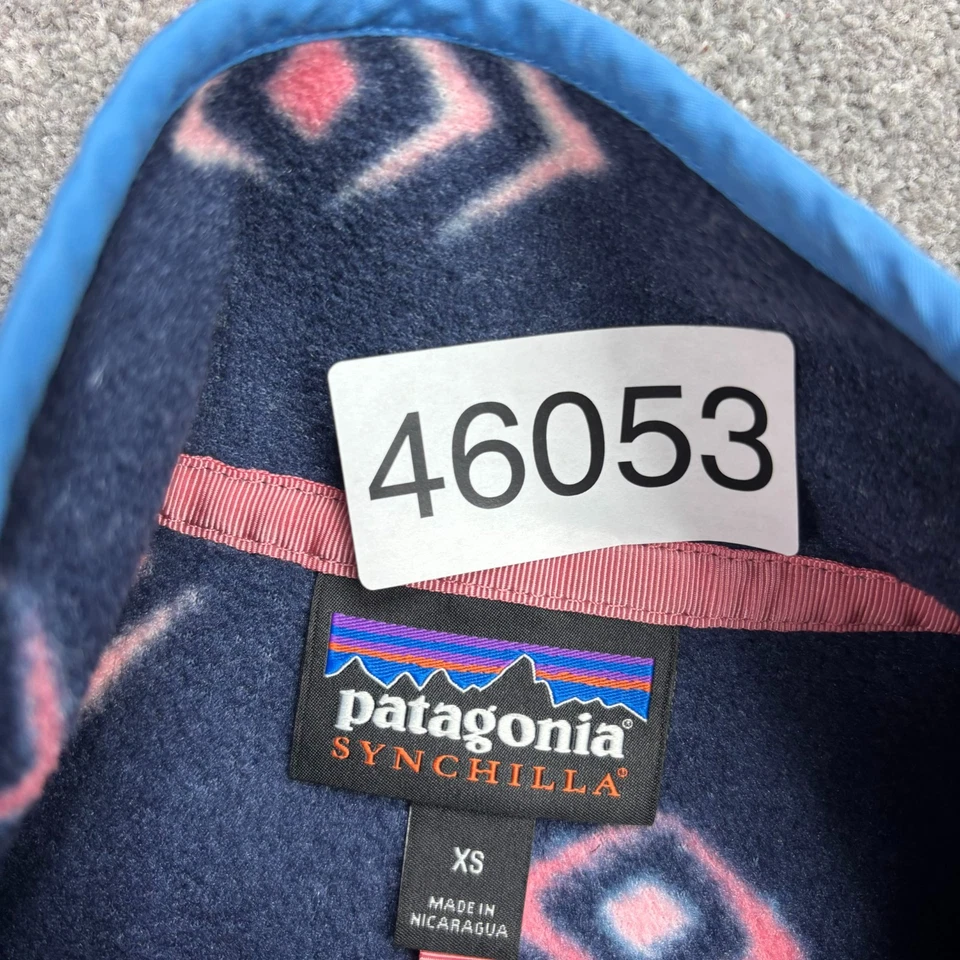 46053
patagonia®
SYNCHILLA®
XS
MADE IN
NICARAGUA